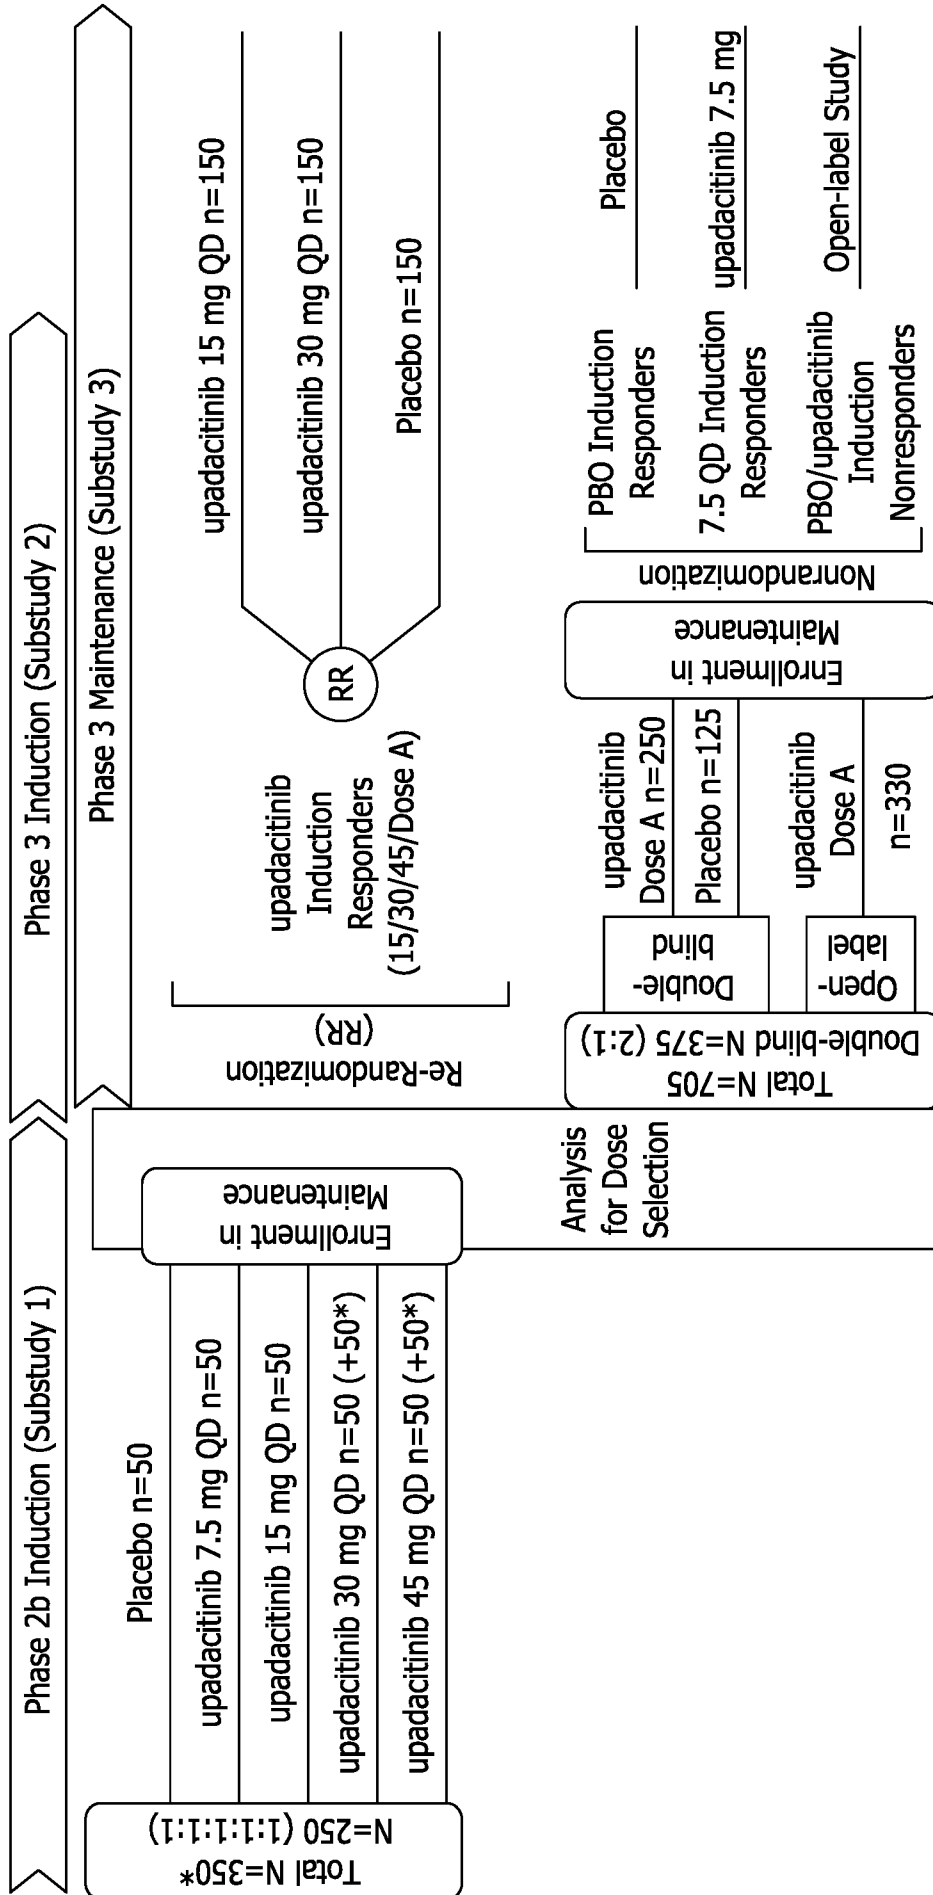 Phase 2b Induction (Substudy 1)
Phase 3 Induction (Substudy 2)
Phase 3 Maintenance (Substudy 3)
Total N=350*
N=250 (1:1:1:1:1)
Placebo n=50
upadacitinib 7.5 mg QD n=50
upadacitinib 15 mg QD n=50
upadacitinib 30 mg QD n=50 (+50*)
upadacitinib 45 mg QD n=50 (+50*)
Enrollment in
Maintenance
Analysis
for Dose
Selection
Re-Randomization
(RR)
upadacitinib
Induction
Responders
(15/30/45/Dose A)
RR
upadacitinib 15 mg QD n=150
upadacitinib 30 mg QD n=150
Placebo n=150
Total N=705
Double-blind N=375 (2:1)
Double-
blind
Open-
label
upadacitinib
Dose A n=250
Placebo n=125
upadacitinib
Dose A
n=330
Enrollment in
Maintenance
Nonrandomization
PBO Induction
Responders
7.5 QD Induction
Responders
PBO/upadacitinib
Induction
Nonresponders
Placebo
upadacitinib 7.5 mg
Open-label Study